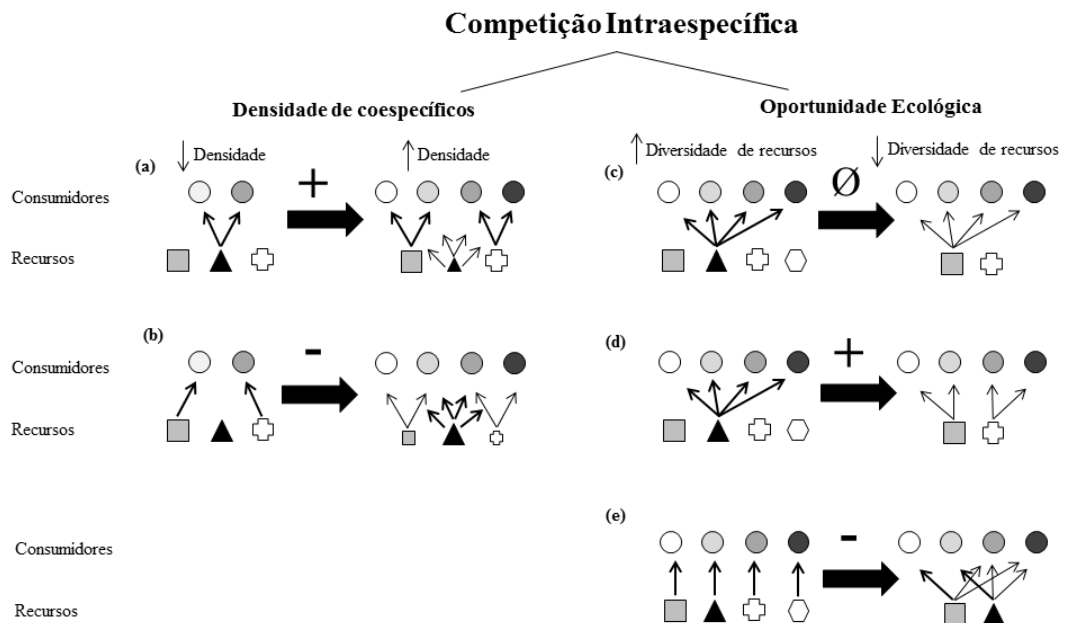 Competição Intraespecífica
Densidade de coespecíficos
Oportunidade Ecológica
(a)
↓ Densidade
+
↑ Densidade
Consumidores
Recursos
(b)
-
Consumidores
Recursos
↑ Diversidade de recursos
↓ Diversidade de recursos
(c)
Ø
(d)
+
(e)
-
Consumidores
Recursos